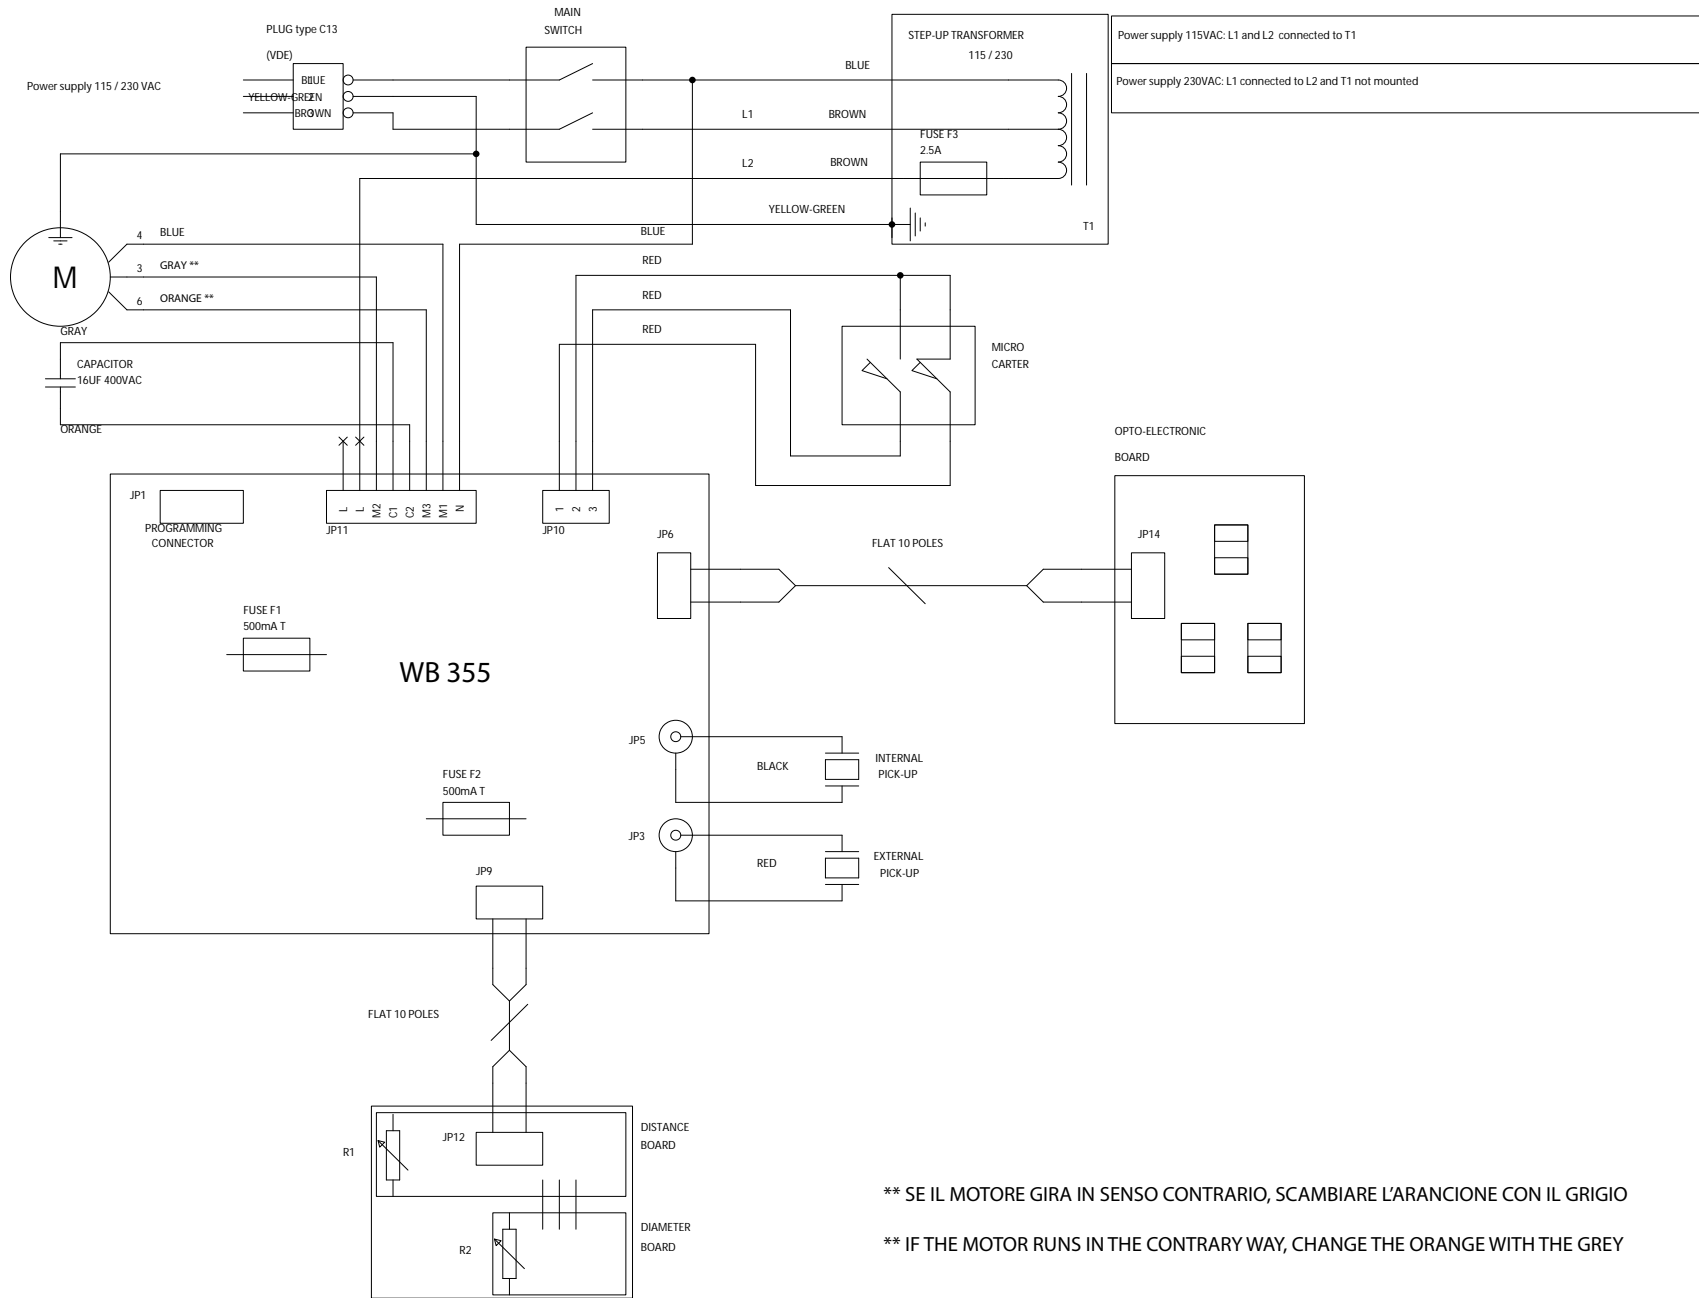 PLUG type C13
(VDE)
Power supply 115 / 230 VAC
BLUE
1
YELLOW-GREEN
2
BROWN
3
MAIN
SWITCH
STEP-UP TRANSFORMER
115 / 230
Power supply 115VAC: L1 and L2 connected to T1
Power supply 230VAC: L1 connected to L2 and T1 not mounted
BLUE
L1
BROWN
FUSE F3
2.5A
L2
BROWN
YELLOW-GREEN
T1
BLUE
M
4
BLUE
3
GRAY **
6
ORANGE **
GRAY
CAPACITOR
16UF 400VAC
ORANGE
RED
RED
RED
MICRO
CARTER
OPTO-ELECTRONIC
BOARD
JP1
PROGRAMMING
CONNECTOR
L
L
M2
C1
C2
M3
M1
N
JP11
1
2
3
JP10
JP6
FLAT 10 POLES
JP14
FUSE F1
500mA T
WB 355
JP5
BLACK
INTERNAL
PICK-UP
FUSE F2
500mA T
JP3
RED
EXTERNAL
PICK-UP
JP9
FLAT 10 POLES
R1
JP12
DISTANCE
BOARD
R2
DIAMETER
BOARD
** SE IL MOTORE GIRA IN SENSO CONTRARIO, SCAMBIARE L'ARANCIONE CON IL GRIGIO
** IF THE MOTOR RUNS IN THE CONTRARY WAY, CHANGE THE ORANGE WITH THE GREY